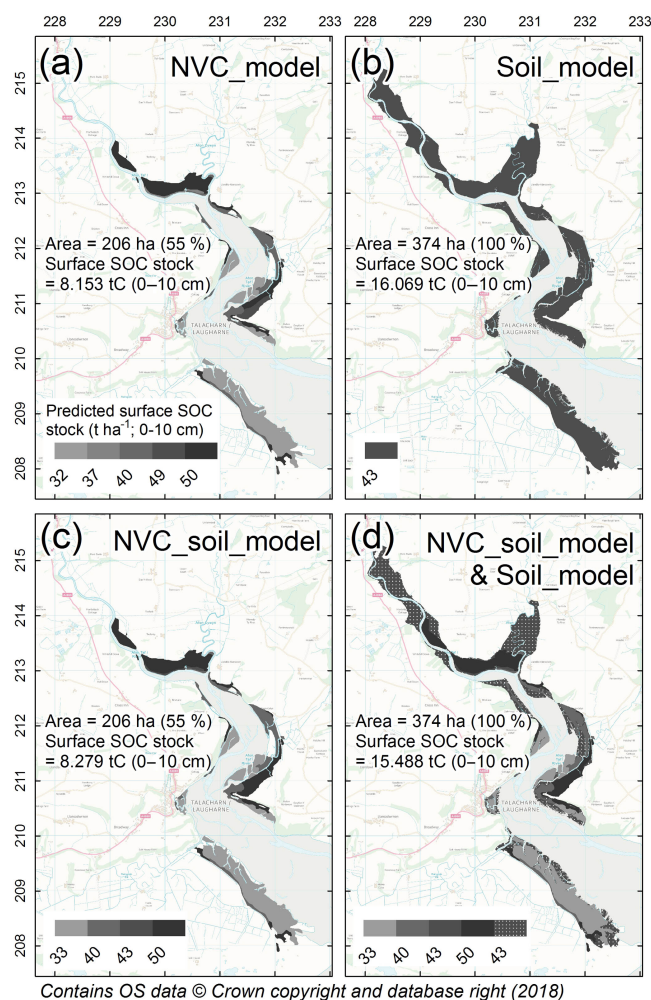 228 229 230 231 232 233 228 229 230 231 232 233
(a) NVC_model
215
214
213
212
211
210
209
208
Area = 206 ha (55 %)
Surface SOC stock
= 8.153 tC (0–10 cm)
TALACHARN /
LAUGHARNE
Predicted surface SOC
stock (t ha⁻¹; 0-10 cm)
32 37 40 49 50
(b) Soil_model
Area = 374 ha (100 %)
Surface SOC stock
= 16.069 tC (0–10 cm)
TALACHARN /
LAUGHARNE
43
(c) NVC_soil_model
215
214
213
212
211
210
209
208
Area = 206 ha (55 %)
Surface SOC stock
= 8.279 tC (0–10 cm)
TALACHARN /
LAUGHARNE
33 40 43 50
(d) NVC_soil_model
& Soil_model
Area = 374 ha (100 %)
Surface SOC stock
= 15.488 tC (0–10 cm)
TALACHARN /
LAUGHARNE
33 40 43 50 43
Contains OS data © Crown copyright and database right (2018)